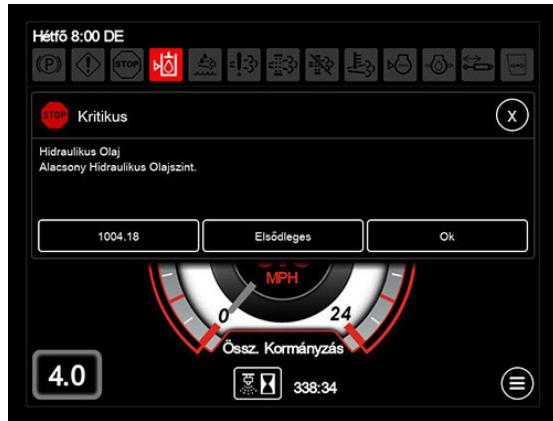 Hétfő 8:00 DE
(P)
STOP
STOP Kritikus X
Hidraulikus Olaj
Alacsony Hidraulikus Olajszint.
1004.18 Elsődleges Ok
MPH
0 24
Össz. Kormányzás
4.0 338:34